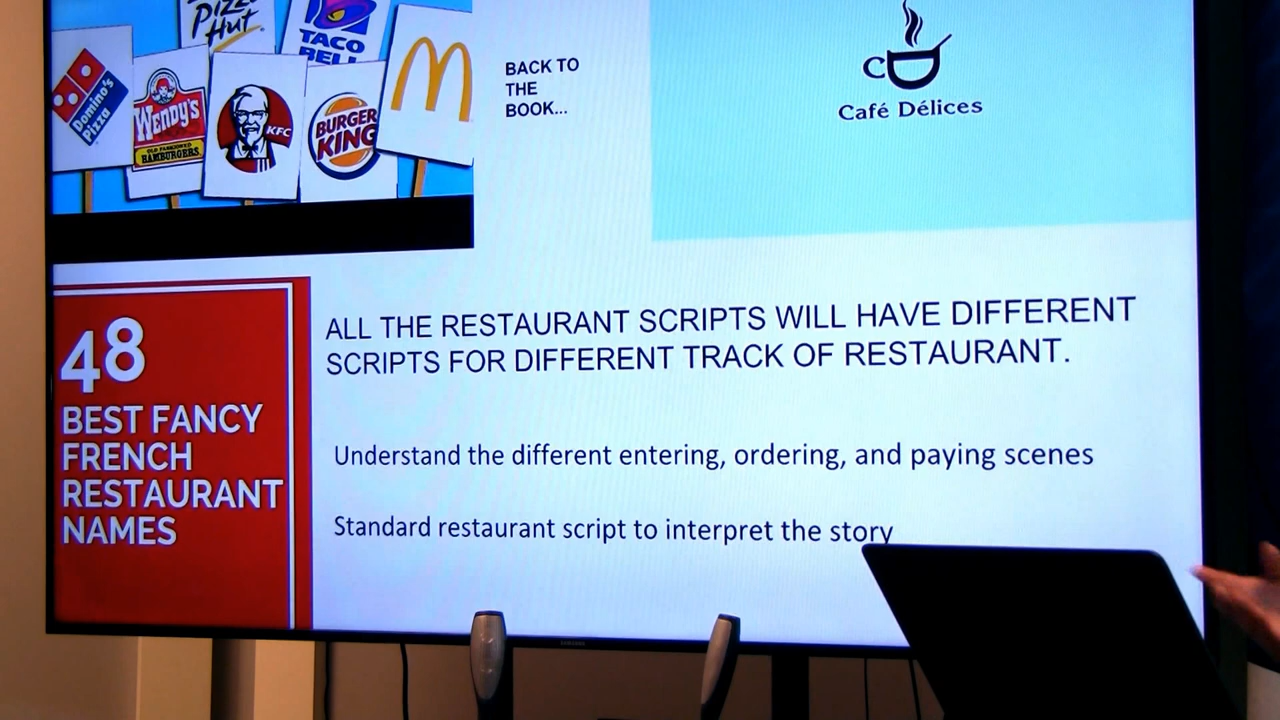 Pizza
Hut
TACO
BELL
Domino's
Pizza
WENDY'S
OLD FASHIONED
HAMBURGERS
KFC
BURGER
KING
BACK TO
THE
BOOK...
Café Délices
48
BEST FANCY
FRENCH
RESTAURANT
NAMES
ALL THE RESTAURANT SCRIPTS WILL HAVE DIFFERENT
SCRIPTS FOR DIFFERENT TRACK OF RESTAURANT.
Understand the different entering, ordering, and paying scenes
Standard restaurant script to interpret the story
SAMSUNG